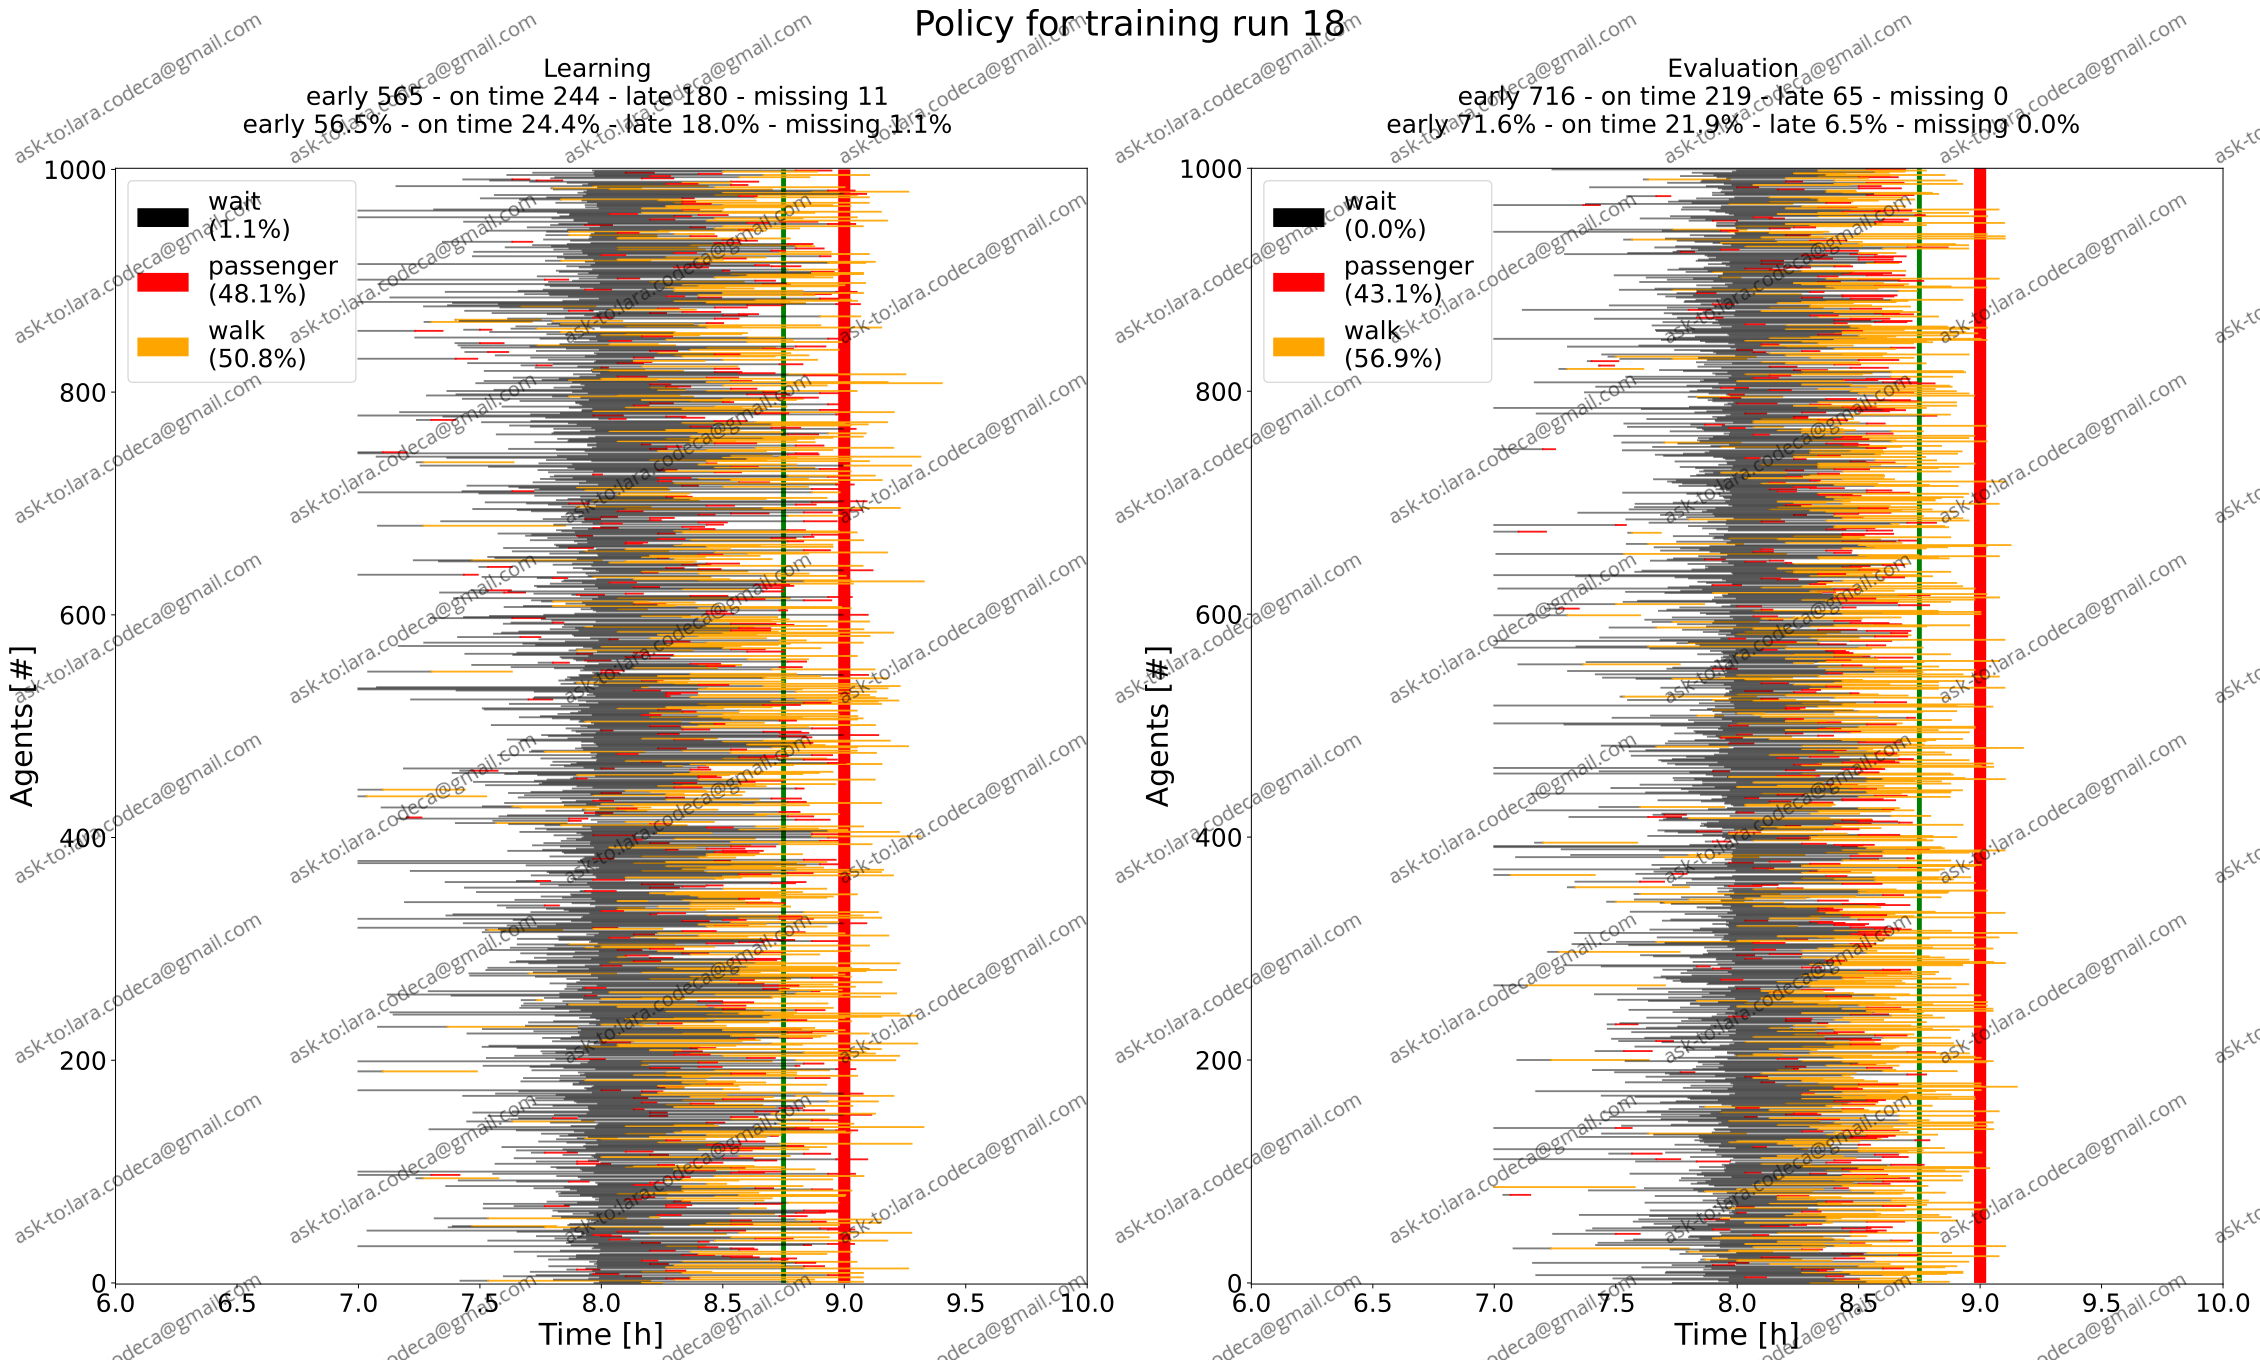 Policy for training run 18
Learning
early 565 - on time 244 - late 180 - missing 11
early 56.5% - on time 24.4% - late 18.0% - missing 1.1%
wait
(1.1%)
passenger
(48.1%)
walk
(50.8%)
1000
800
600
400
200
0
Agents [#]
6.0 6.5 7.0 7.5 8.0 8.5 9.0 9.5 10.0
Time [h]
Evaluation
early 716 - on time 219 - late 65 - missing 0
early 71.6% - on time 21.9% - late 6.5% - missing 0.0%
wait
(0.0%)
passenger
(43.1%)
walk
(56.9%)
1000
800
600
400
200
0
Agents [#]
6.0 6.5 7.0 7.5 8.0 8.5 9.0 9.5 10.0
Time [h]
ask-to:lara.codeca@gmail.com